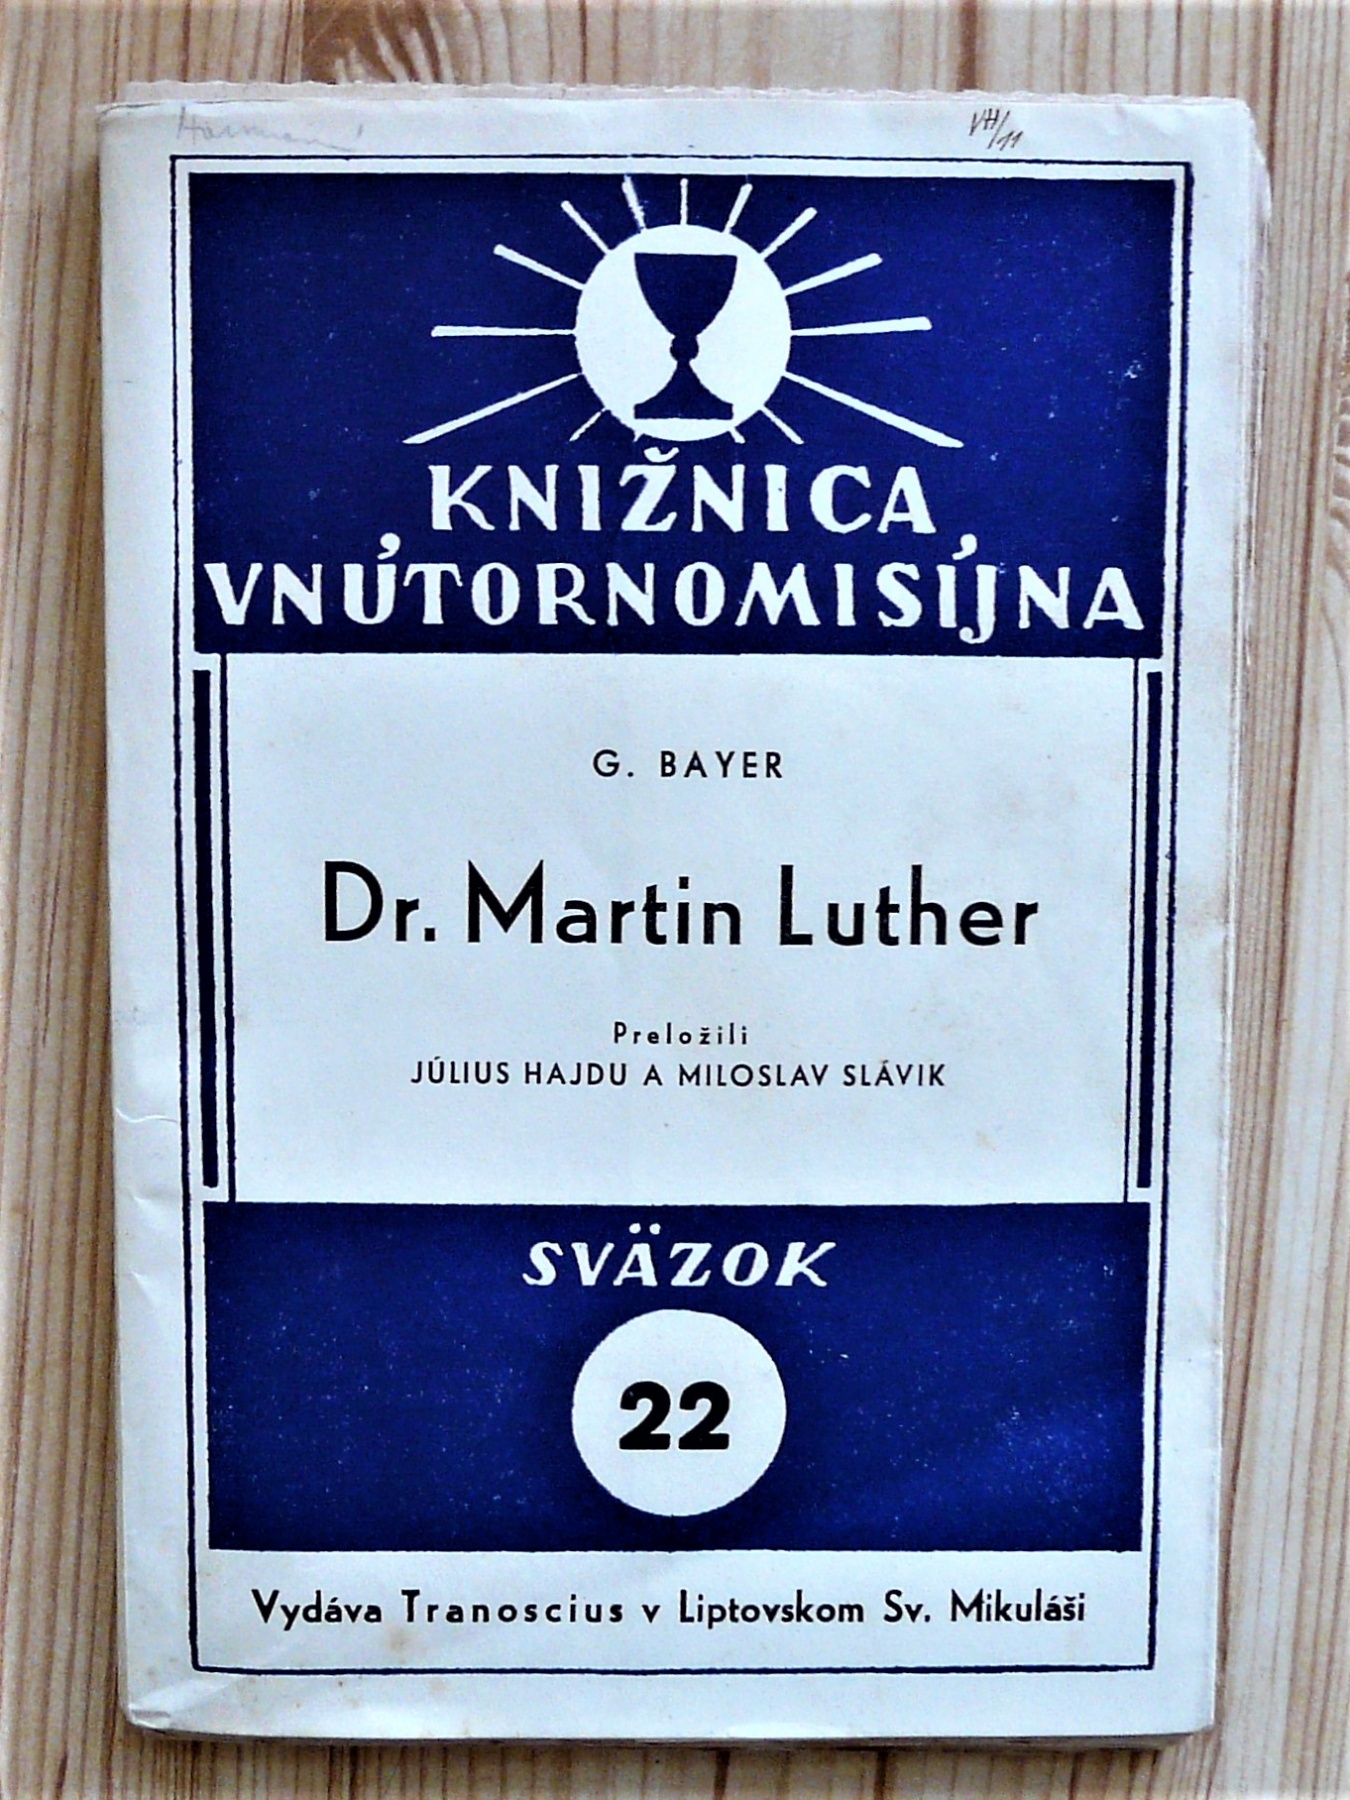 VII/11
KNIŽNICA
VNÚTORNOMISÍJNA
G. BAYER
Dr. Martin Luther
Preložili
JÚLIUS HAJDU A MILOSLAV SLÁVIK
SVÄZOK
22
Vydáva Tranoscius v Liptovskom Sv. Mikuláši